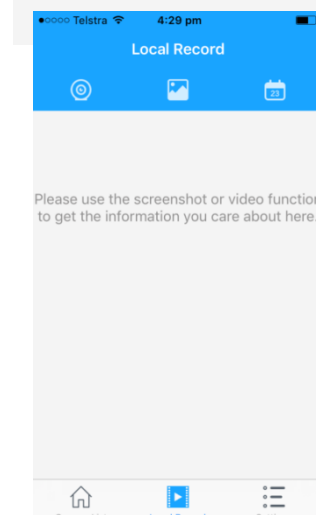 Telstra 4:29 pm
Local Record
23
Please use the screenshot or video function
to get the information you care about here.